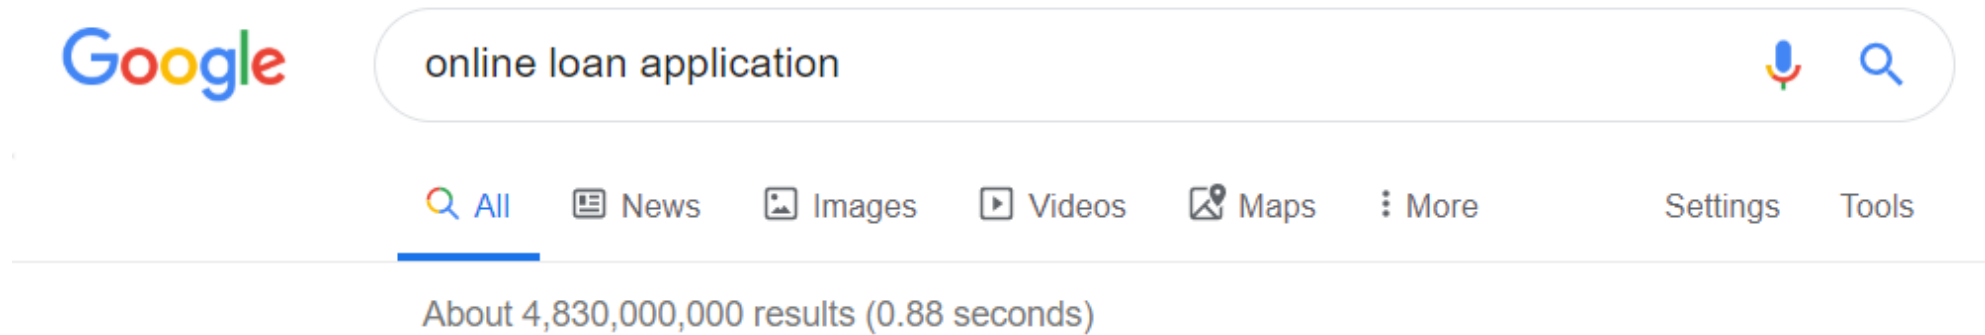 Google online loan application
All News Images Videos Maps More Settings Tools
About 4,830,000,000 results (0.88 seconds)